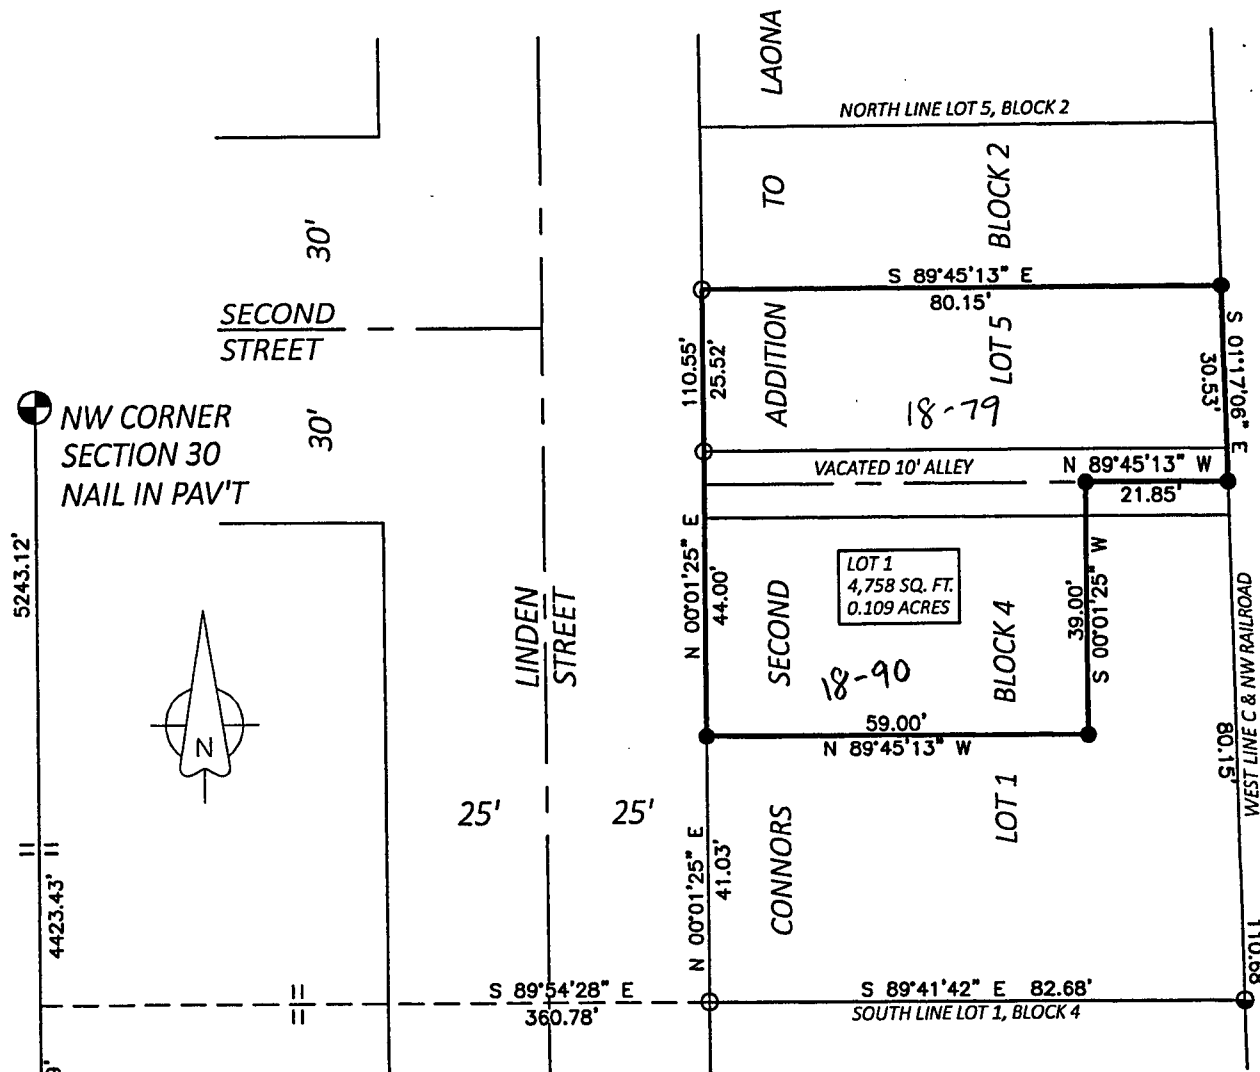 LAONA
TO
ADDITION
SECOND
CONNORS
NORTH LINE LOT 5, BLOCK 2
BLOCK 2
LOT 5
30'
SECOND
STREET
30'
S 89°45'13" E
80.15'
110.55'
25.52'
S 01°17'06" E
30.53'
18-79
NW CORNER
SECTION 30
NAIL IN PAV'T
VACATED 10' ALLEY
N 89°45'13" W
21.85'
5243.12'
N 00°01'25" E
44.00'
LOT 1
4,758 SQ. FT.
0.109 ACRES
39.00'
S 00°01'25" W
BLOCK 4
LOT 1
LINDEN
STREET
18-90
59.00'
N 89°45'13" W
WEST LINE C & NW RAILROAD
80.15'
N
25'
25'
N 00°01'25" E
41.03'
4423.43'
110.68
S 89°54'28" E
360.78'
S 89°41'42" E 82.68'
SOUTH LINE LOT 1, BLOCK 4